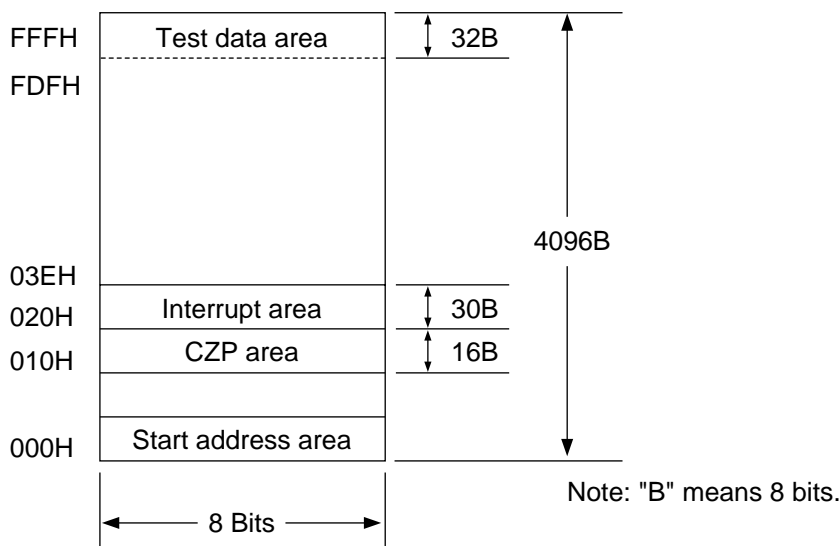 FFFH Test data area 32B
FDFH
4096B
03EH
020H Interrupt area 30B
010H CZP area 16B
000H Start address area
Note: "B" means 8 bits.
8 Bits